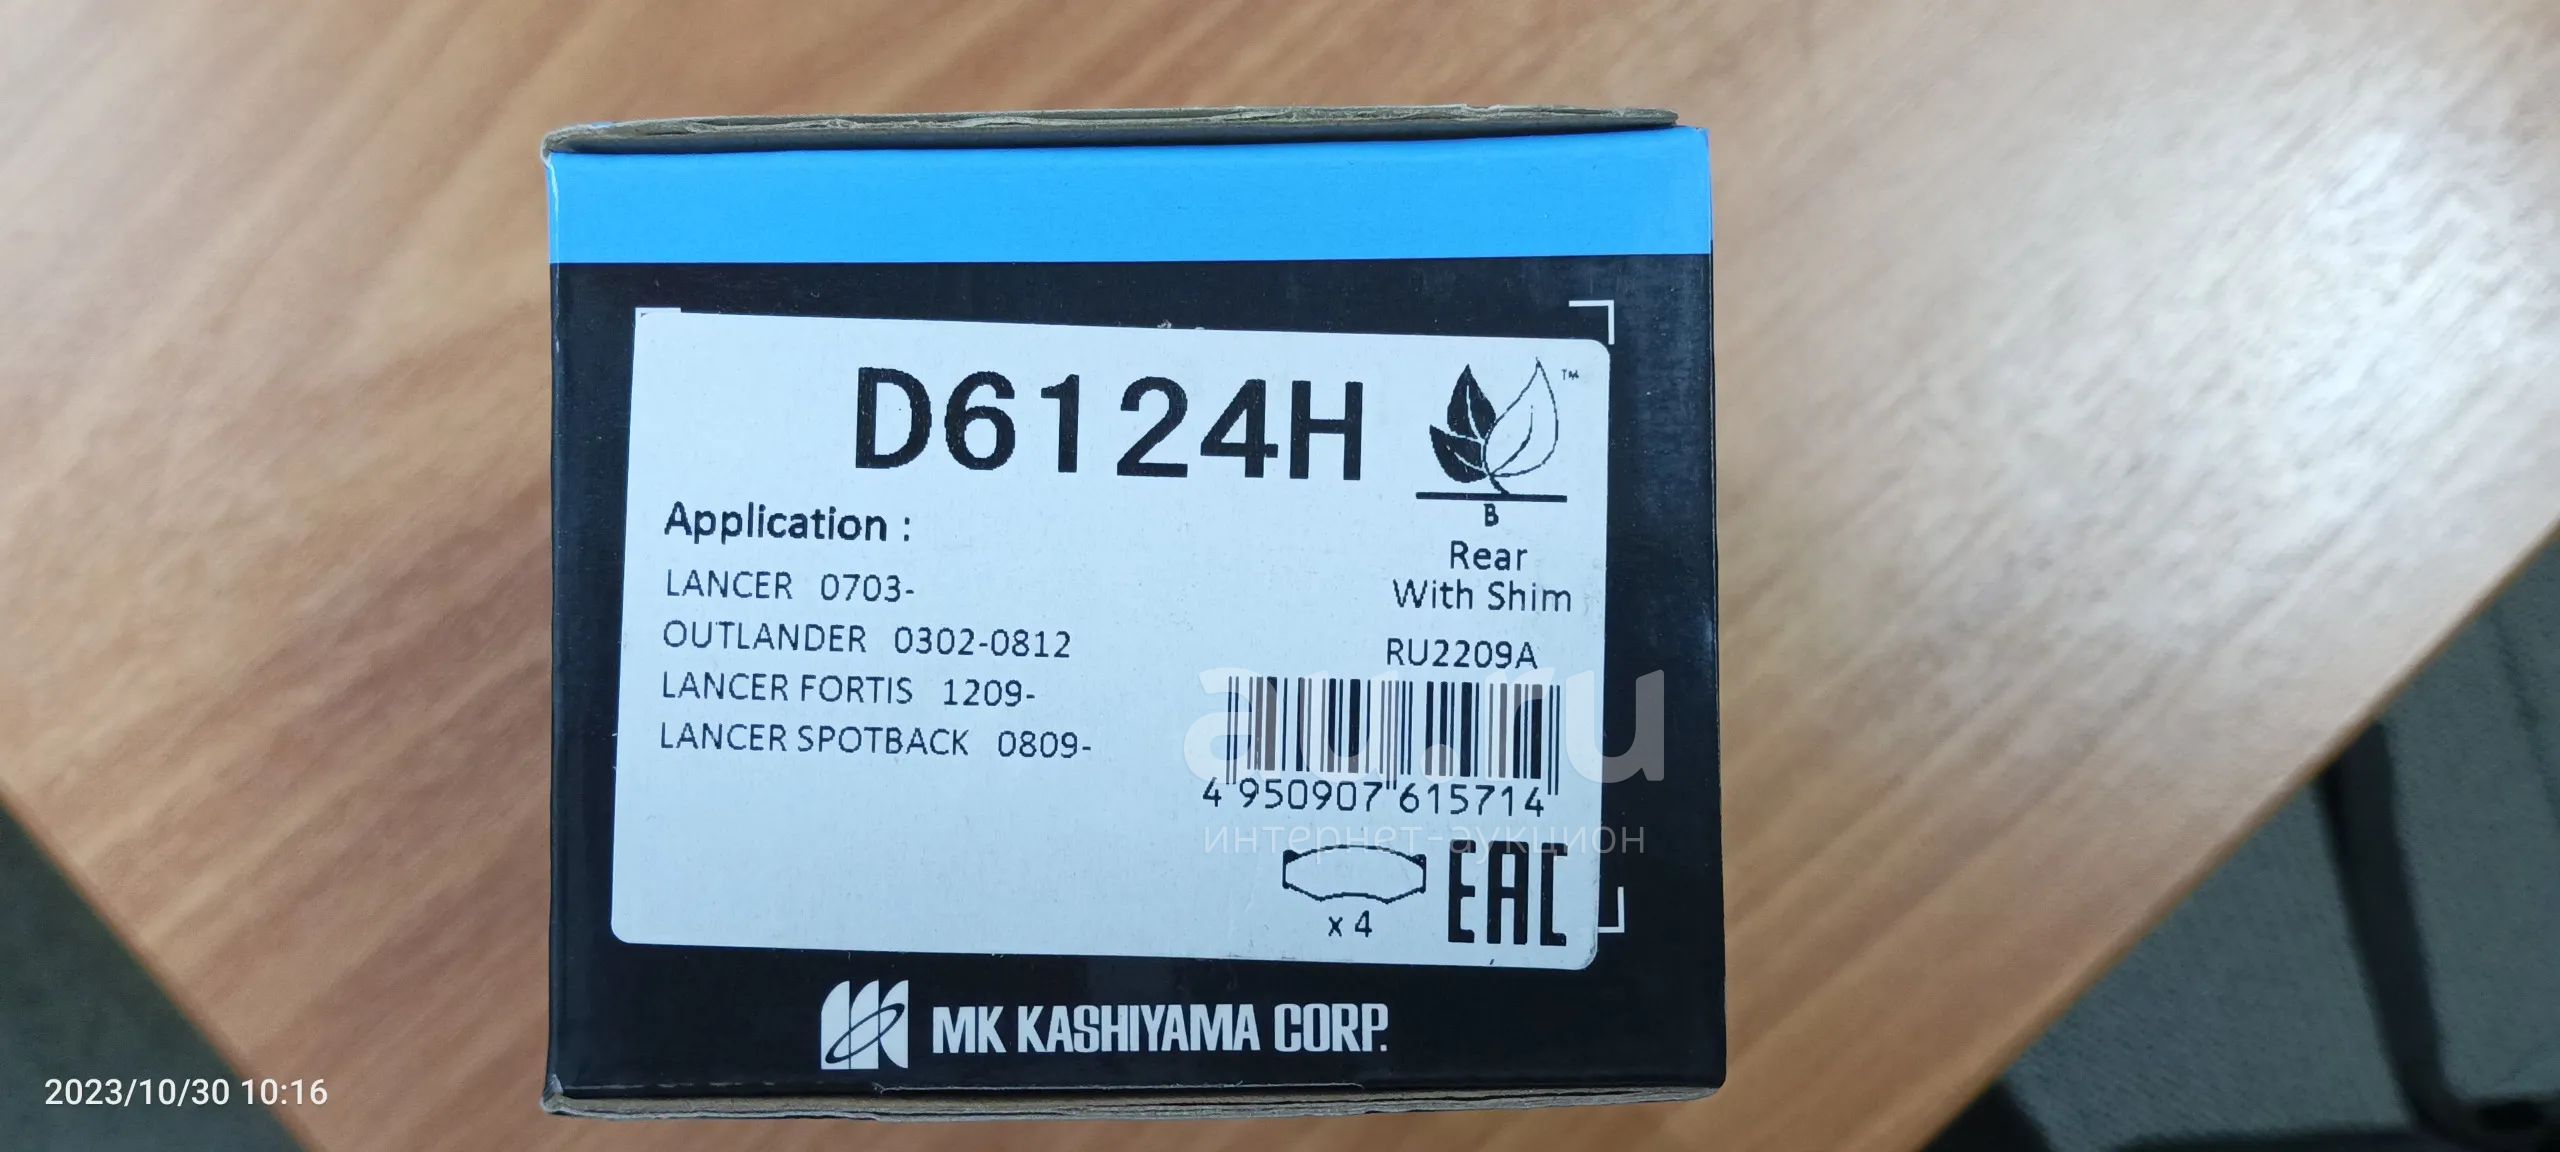 D6124H
TM
B
Application :
Rear
With Shim
LANCER 0703-
OUTLANDER 0302-0812
LANCER FORTIS 1209-
LANCER SPOTBACK 0809-
RU2209A
au.ru
4 950907 615714
интернет-аукцион
x 4
EAC
MK KASHIYAMA CORP.
2023/10/30 10:16